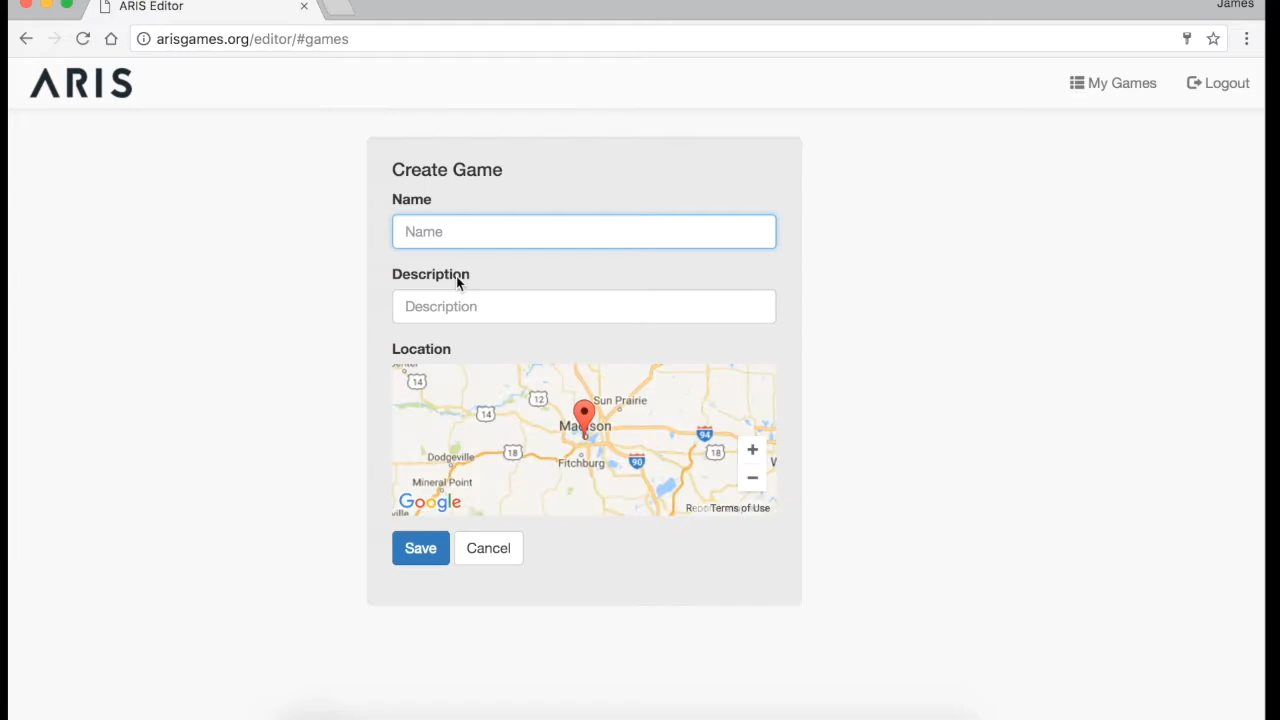 ARIS Editor
James
arisgames.org/editor/#games
ARIS
My Games
Logout
Create Game
Name
Name
Description
Description
Location
14
12
Sun Prairie
14
Madison
94
18
18
Dodgeville
Fitchburg
90
W
Mineral Point
ville
Google
Terms of Use
Save
Cancel